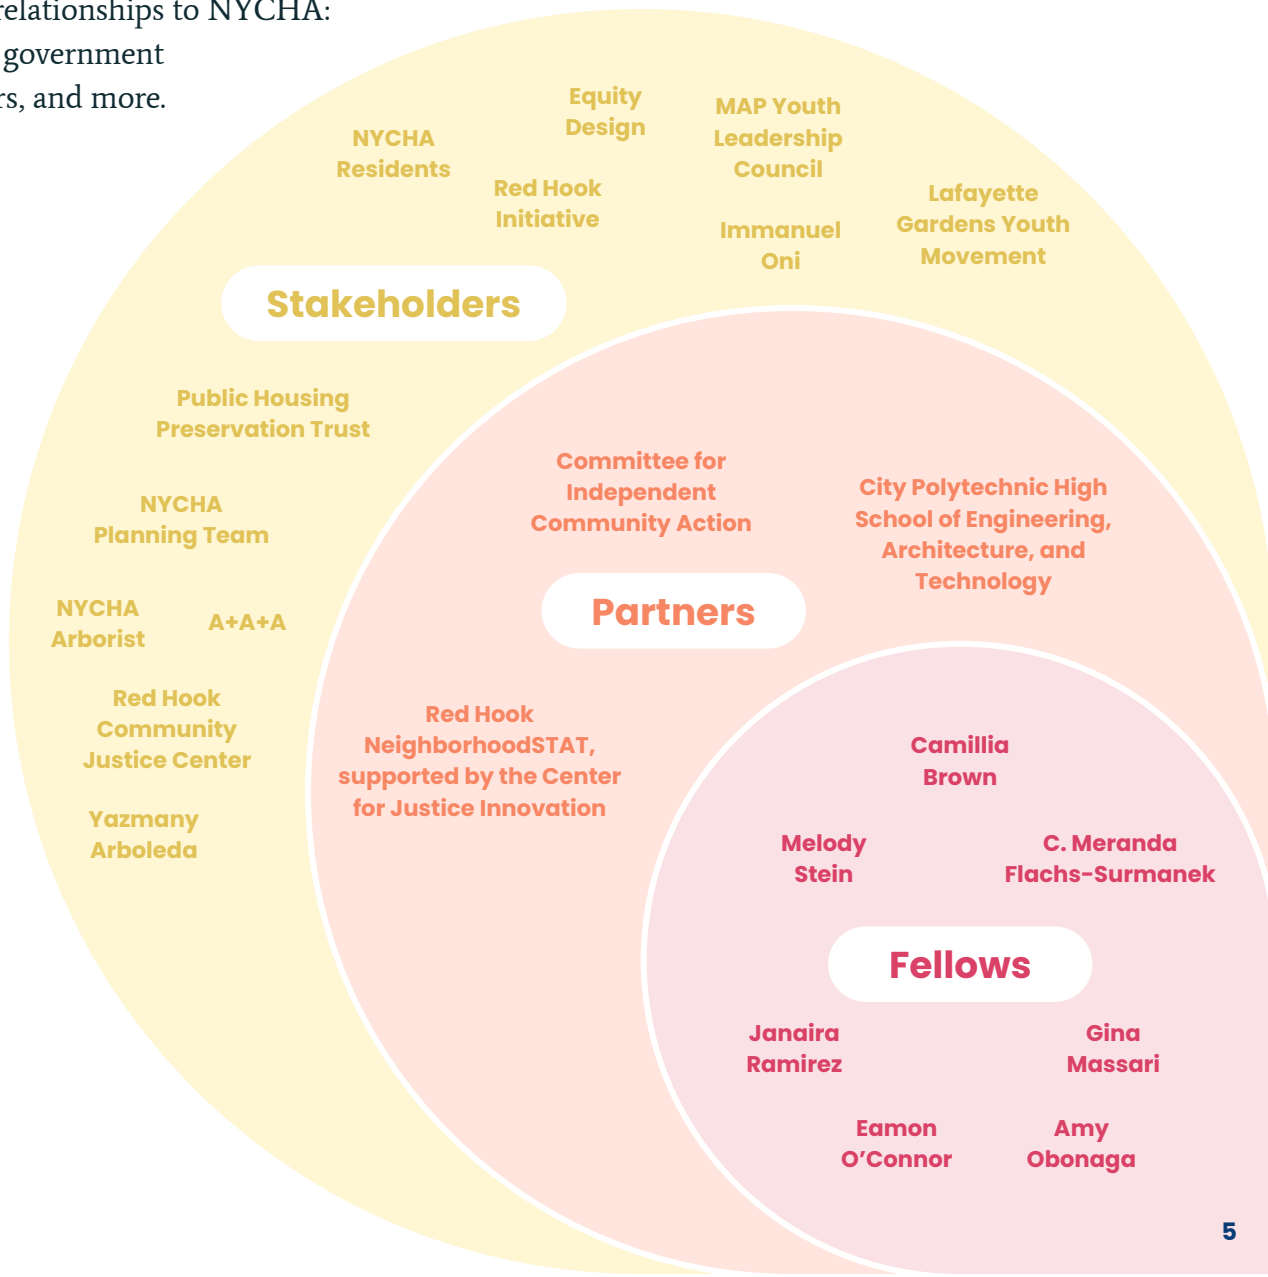 relationships to NYCHA:
government
rs, and more.
Equity
Design
MAP Youth
Leadership
Council
NYCHA
Residents
Red Hook
Initiative
Immanuel
Oni
Lafayette
Gardens Youth
Movement
Stakeholders
Public Housing
Preservation Trust
NYCHA
Planning Team
NYCHA
Arborist
A+A+A
Red Hook
Community
Justice Center
Yazmany
Arboleda
Committee for
Independent
Community Action
City Polytechnic High
School of Engineering,
Architecture, and
Technology
Partners
Red Hook
NeighborhoodSTAT,
supported by the Center
for Justice Innovation
Camillia
Brown
Melody
Stein
C. Meranda
Flachs-Surmanek
Fellows
Janaira
Ramirez
Gina
Massari
Eamon
O’Connor
Amy
Obonaga
5